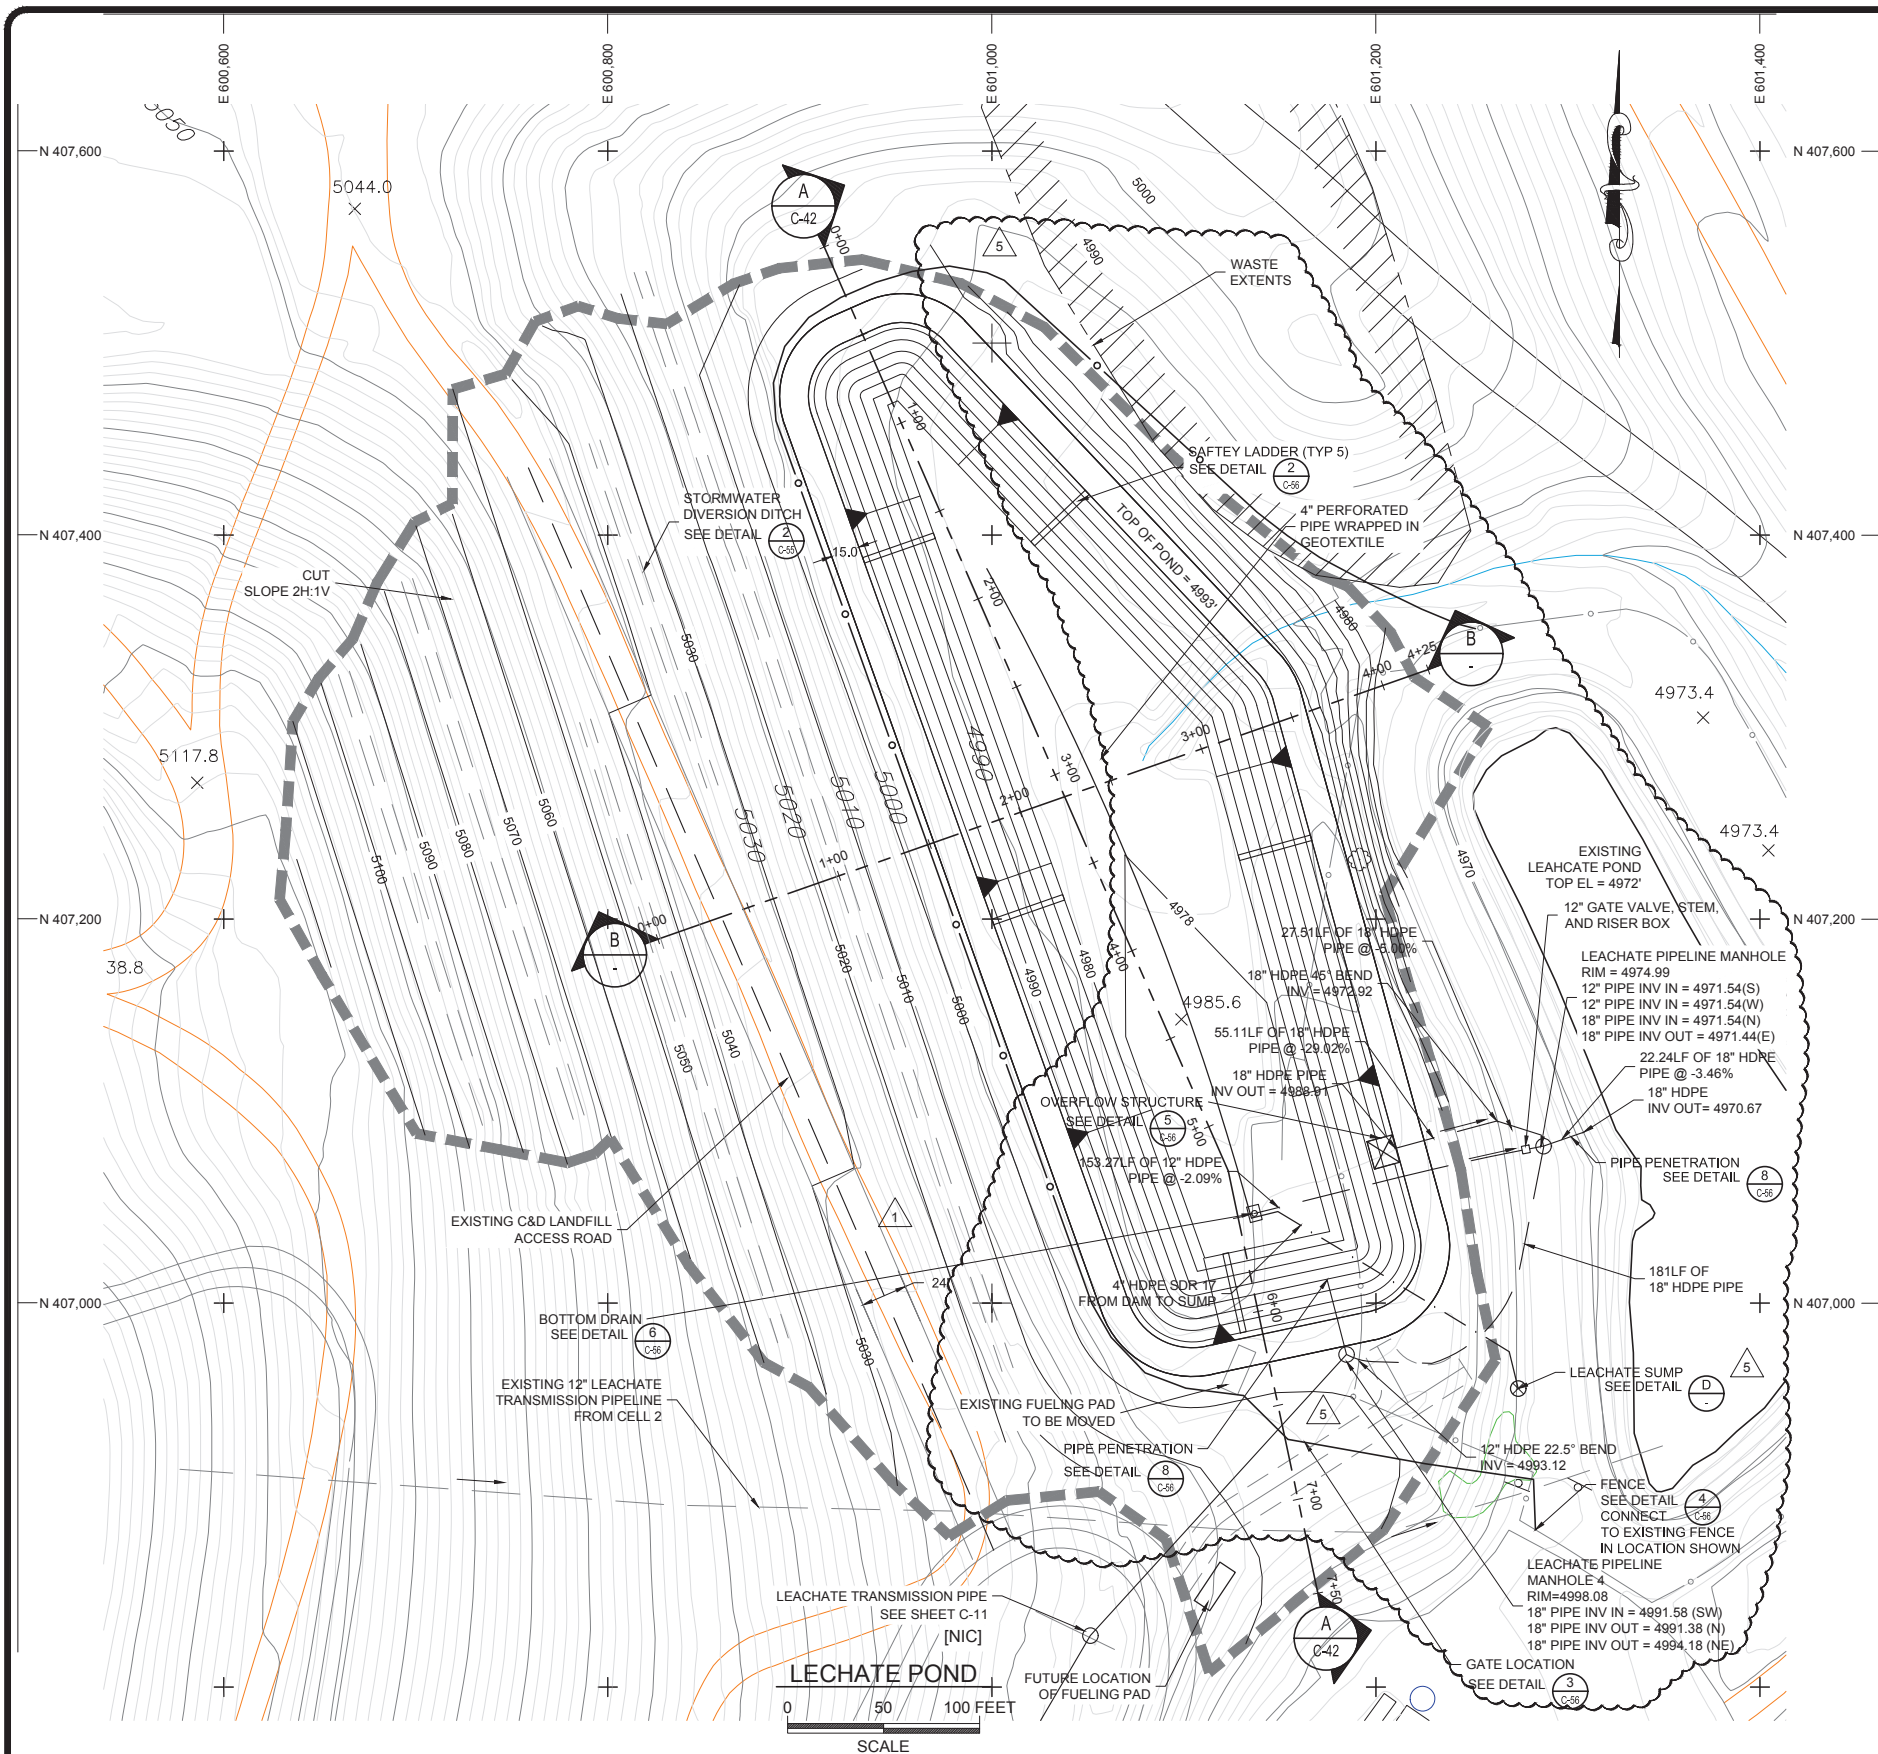 E 600,600
E 600,800
E 601,000
E 601,200
E 601,400
N 407,600
N 407,600
5050
5044.0
A
C-42
0+00
5
4990
5000
WASTE
EXTENTS
1+00
SAFTEY LADDER (TYP 5)
SEE DETAIL
2
C-56
STORMWATER
DIVERSION DITCH
SEE DETAIL
2
C-55
15.0'
TOP OF POND = 4993'
4" PERFORATED
PIPE WRAPPED IN
GEOTEXTILE
N 407,400
N 407,400
CUT
SLOPE 2H:1V
2+00
4980
5030
4+00
4+25
B
-
4973.4
5117.8
3+00
3+00
2+00
4990
5000
5010
5020
5030
1+00
5060
5070
5080
5090
5100
4970
4973.4
EXISTING
LEAHCATE POND
TOP EL = 4972'
4978
N 407,200
N 407,200
0+00
B
-
12" GATE VALVE, STEM,
AND RISER BOX
27.51LF OF 18" HDPE
PIPE @ -5.00%
38.8
5020
5010
5000
4990
4980
4+00
18" HDPE 45° BEND
INV = 4972.92
4985.6
LEACHATE PIPELINE MANHOLE
RIM = 4974.99
12" PIPE INV IN = 4971.54(S)
12" PIPE INV IN = 4971.54(W)
18" PIPE INV IN = 4971.54(N)
18" PIPE INV OUT = 4971.44(E)
5050
5040
55.11LF OF 18" HDPE
PIPE @ -29.02%
22.24LF OF 18" HDPE
PIPE @ -3.46%
18" HDPE PIPE
INV OUT = 4988.91
18" HDPE
INV OUT= 4970.67
OVERFLOW STRUCTURE
SEE DETAIL
5
C-56
5+00
153.27LF OF 12" HDPE
PIPE @ -2.09%
PIPE PENETRATION
SEE DETAIL
8
C-56
EXISTING C&D LANDFILL
ACCESS ROAD
1
24'
4" HDPE SDR 17
FROM DAM TO SUMP
6+00
181LF OF
18" HDPE PIPE
N 407,000
N 407,000
BOTTOM DRAIN
SEE DETAIL
6
C-56
5030
EXISTING 12" LEACHATE
TRANSMISSION PIPELINE
FROM CELL 2
EXISTING FUELING PAD
TO BE MOVED
5
LEACHATE SUMP
SEE DETAIL
D
-
5
PIPE PENETRATION
SEE DETAIL
8
C-56
12" HDPE 22.5° BEND
INV = 4993.12
7+00
FENCE
SEE DETAIL
4
C-56
CONNECT
TO EXISTING FENCE
IN LOCATION SHOWN
7+50
LEACHATE PIPELINE
MANHOLE 4
RIM=4998.08
18" PIPE INV IN = 4991.58 (SW)
18" PIPE INV OUT = 4991.38 (N)
18" PIPE INV OUT = 4994.18 (NE)
LEACHATE TRANSMISSION PIPE
SEE SHEET C-11
[NIC]
A
C-42
GATE LOCATION
SEE DETAIL
3
C-56
FUTURE LOCATION
OF FUELING PAD
LECHATE POND
0 50 100 FEET
SCALE